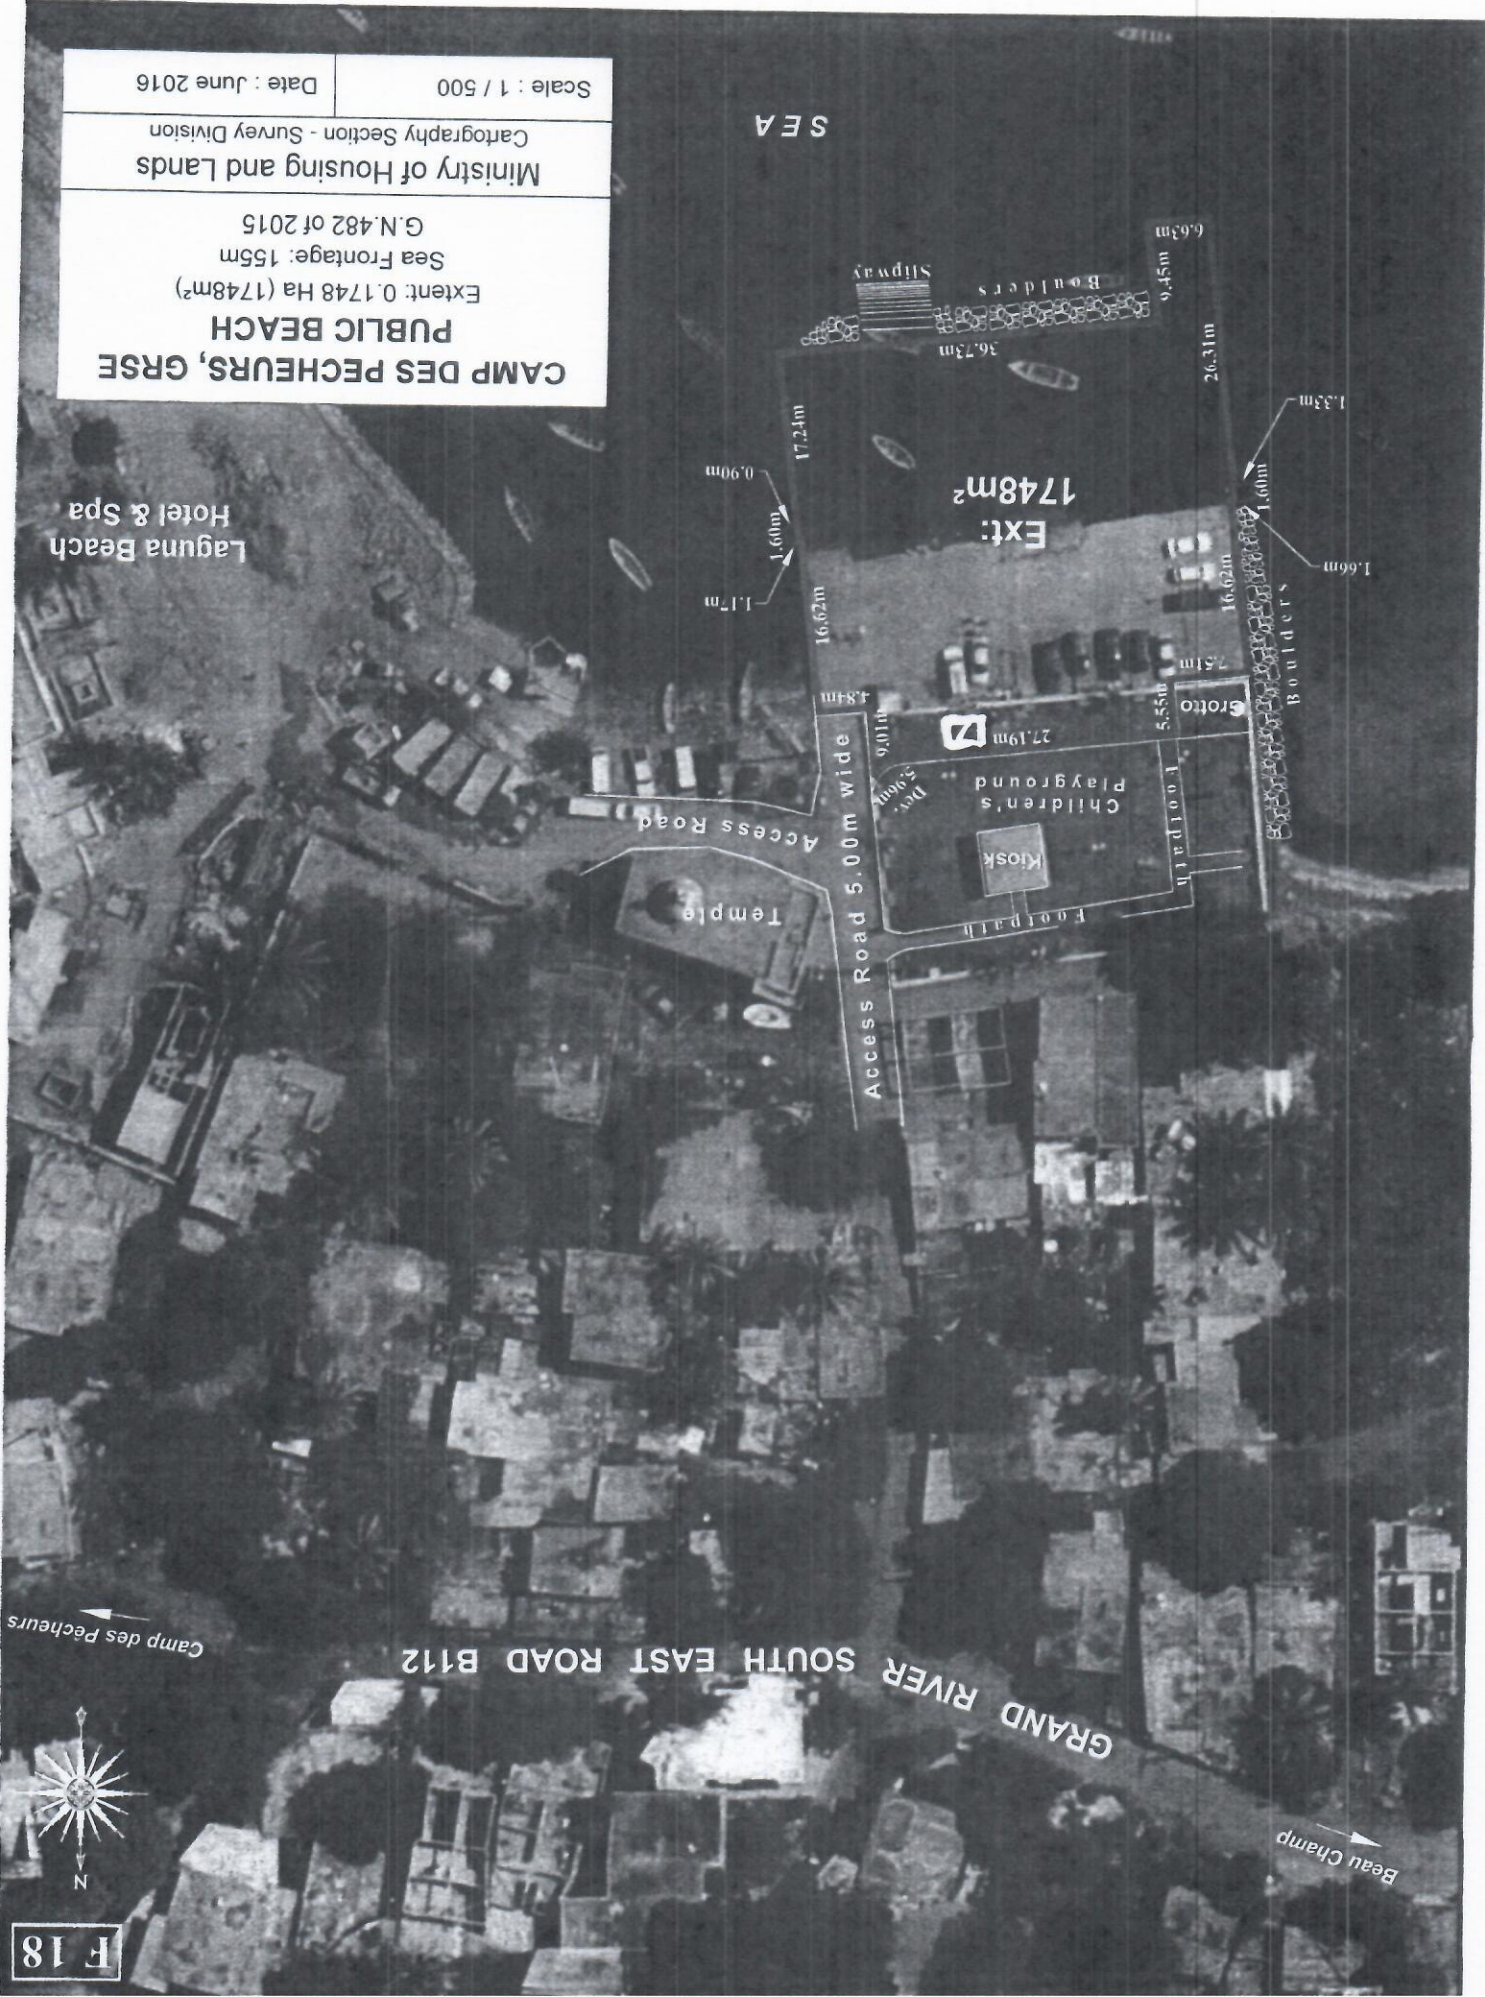 F 18
N
Beau Champ
GRAND RIVER SOUTH EAST ROAD B112
Camp des Pêcheurs
Access Road 5.00m wide
Footpath
Temple
Kiosk
Footpath
Access Road
Children's
Playground
Dev.
5.96m
27.19m
9.01m
Grotto
5.55m
4.84m
7.51m
Boulders
16.62m
16.62m
1.17m
1.66m
1.60m
1.60m
0.90m
1.33m
Ext:
1748m²
Laguna Beach
Hotel & Spa
17.24m
26.31m
36.73m
Boulders
Slipway
9.45m
6.63m
SEA
CAMP DES PECHEURS, GRSE
PUBLIC BEACH
Extent: 0.1748 Ha (1748m²)
Sea Frontage: 155m
G.N.482 of 2015
Ministry of Housing and Lands
Cartography Section - Survey Division
Scale : 1 / 500
Date : June 2016